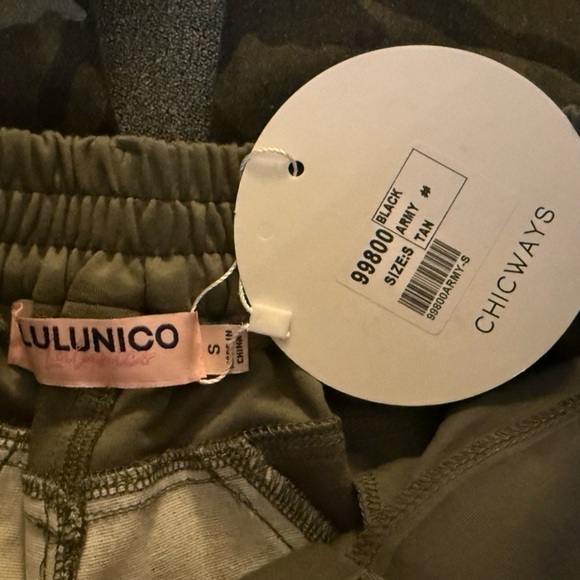 LULUNICO
S
MADE IN
CHINA
99800
BLACK
ARMY ##
TAN
SIZE:S
99800ARMY-S
CHICWAYS